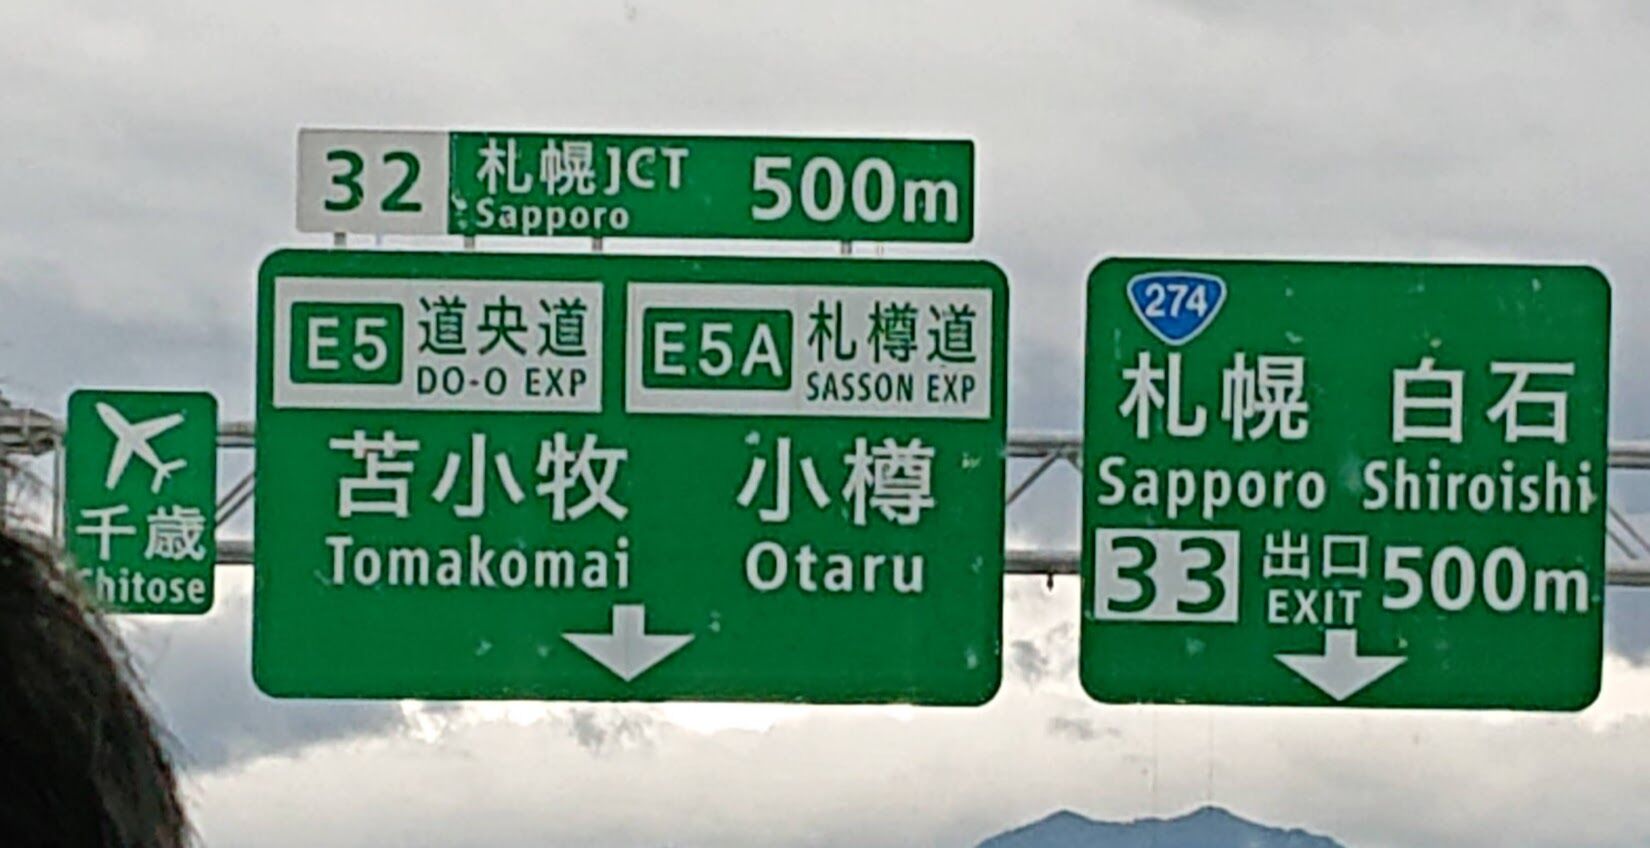 32 札幌JCT 500m
Sapporo
E5 道央道
DO-O EXP
E5A 札樽道
SASSON EXP
苫小牧 小樽
Tomakomai Otaru
千歳
Chitose
274
札幌 白石
Sapporo Shiroishi
33 出口 500m
EXIT